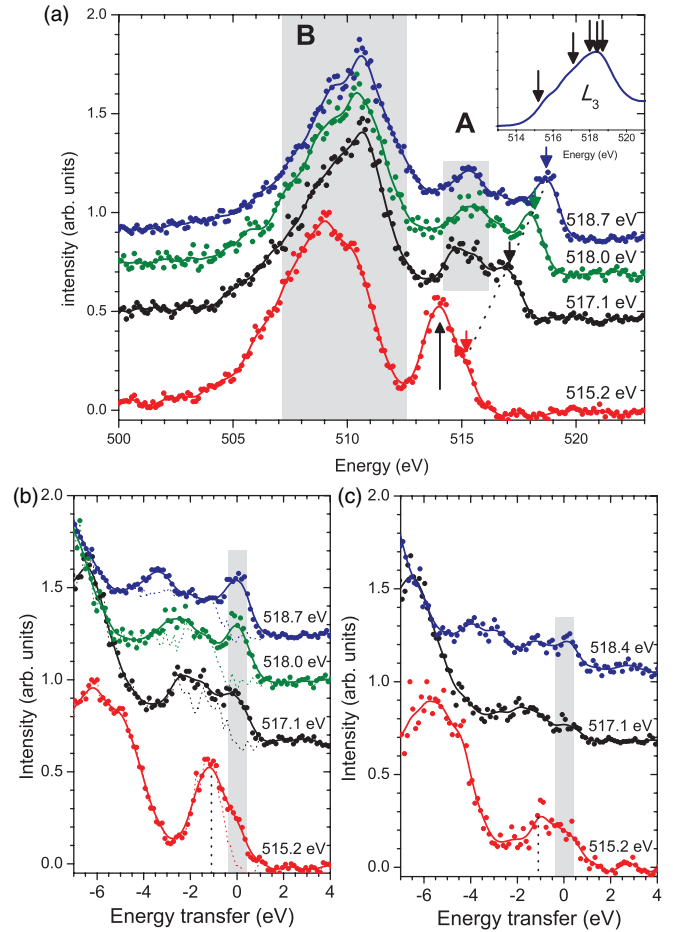 (a)
B
A
L3
514 516 518 520
Energy (eV)
2.0
1.5
1.0
0.5
0.0
intensity (arb. units)
518.7 eV
518.0 eV
517.1 eV
515.2 eV
500 505 510 515 520
Energy (eV)
(b)
2.0
1.5
1.0
0.5
0.0
Intensity (arb. units)
518.7 eV
518.0 eV
517.1 eV
515.2 eV
-6 -4 -2 0 2 4
Energy transfer (eV)
(c)
2.0
1.5
1.0
0.5
0.0
Intensity (arb. units)
518.4 eV
517.1 eV
515.2 eV
-6 -4 -2 0 2 4
Energy transfer (eV)